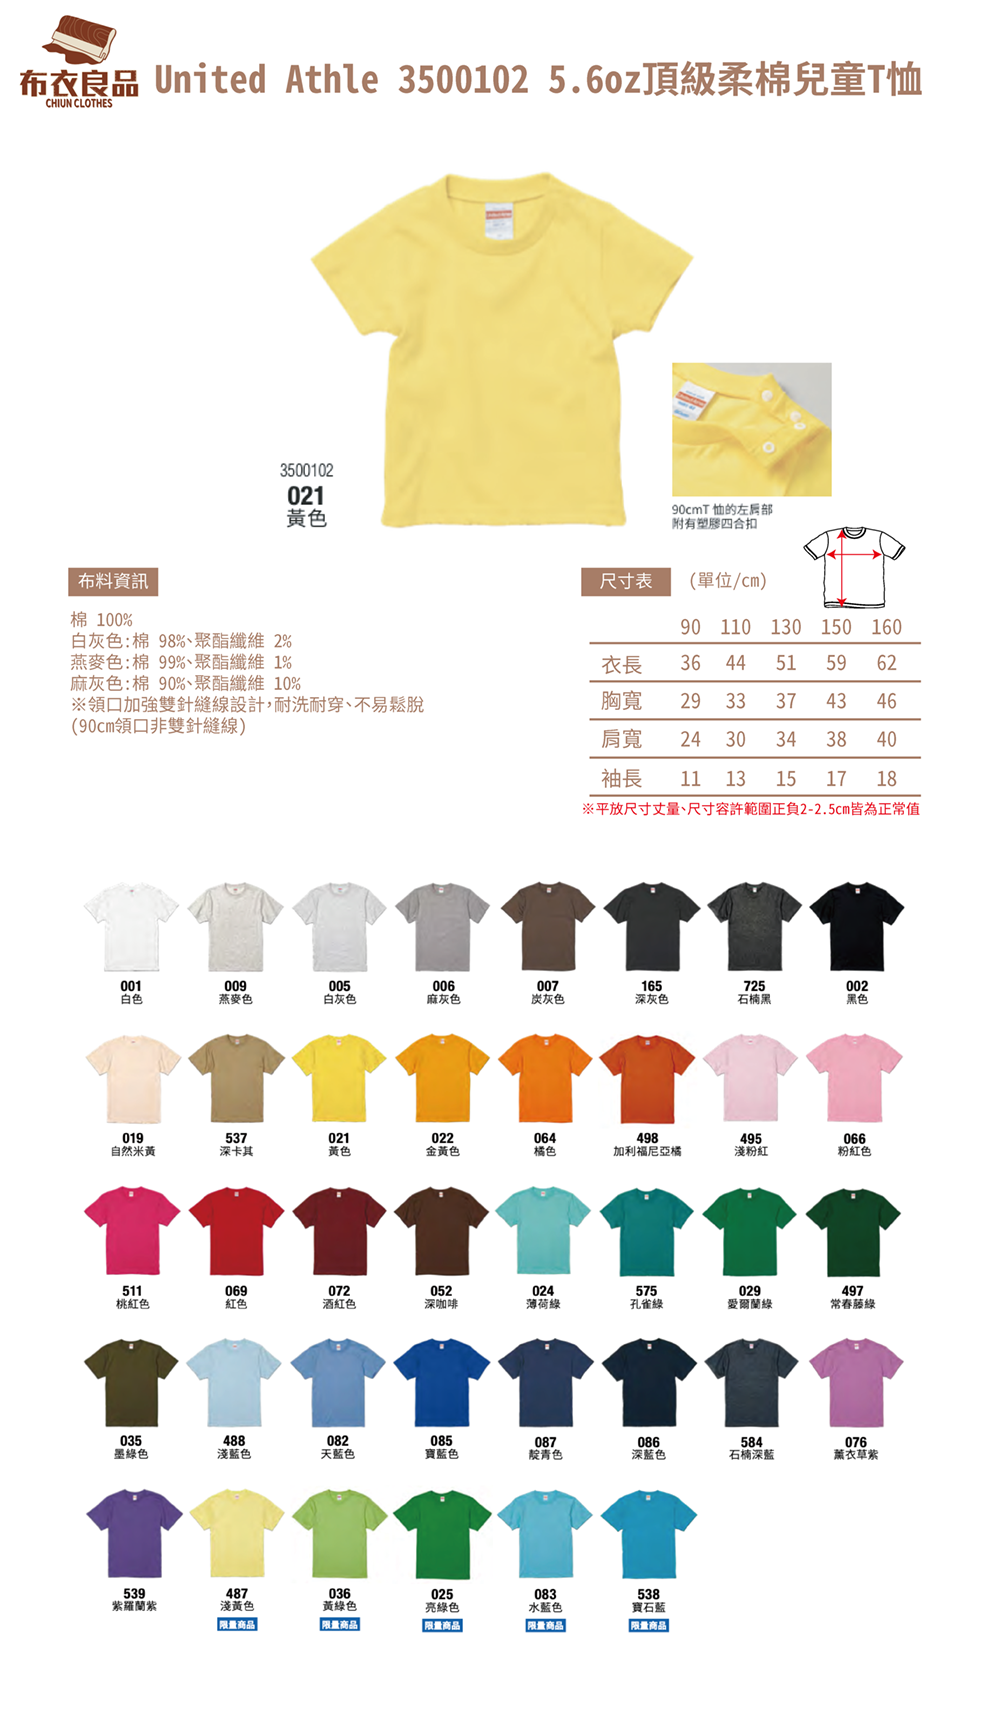 布衣良品
CHIUN CLOTHES
United Athle 3500102 5.6oz頂級柔棉兒童T恤
3500102
021
黃色
90cmT 恤的左肩部
附有塑膠四合扣
布料資訊
棉 100%
白灰色:棉 98%、聚酯纖維 2%
燕麥色:棉 99%、聚酯纖維 1%
麻灰色:棉 90%、聚酯纖維 10%
※領口加強雙針縫線設計,耐洗耐穿、不易鬆脫
(90cm領口非雙針縫線)
尺寸表 (單位/cm)
90 110 130 150 160
衣長 36 44 51 59 62
胸寬 29 33 37 43 46
肩寬 24 30 34 38 40
袖長 11 13 15 17 18
※平放尺寸丈量、尺寸容許範圍正負2-2.5cm皆為正常值
001 009 005 006 007 165 725 002
白色 燕麥色 白灰色 麻灰色 炭灰色 深灰色 石楠黑 黑色
019 537 021 022 064 498 495 066
自然米黃 深卡其 黃色 金黃色 橘色 加利福尼亞橘 淺粉紅 粉紅色
511 069 072 052 024 575 029 497
桃紅色 紅色 酒紅色 深咖啡 薄荷綠 孔雀綠 愛爾蘭綠 常春藤綠
035 488 082 085 087 086 584 076
墨綠色 淺藍色 天藍色 寶藍色 靛青色 深藍色 石楠深藍 薰衣草紫
539 487 036 025 083 538
紫羅蘭紫 淺黃色 黃綠色 亮綠色 水藍色 寶石藍
限量商品 限量商品 限量商品 限量商品 限量商品